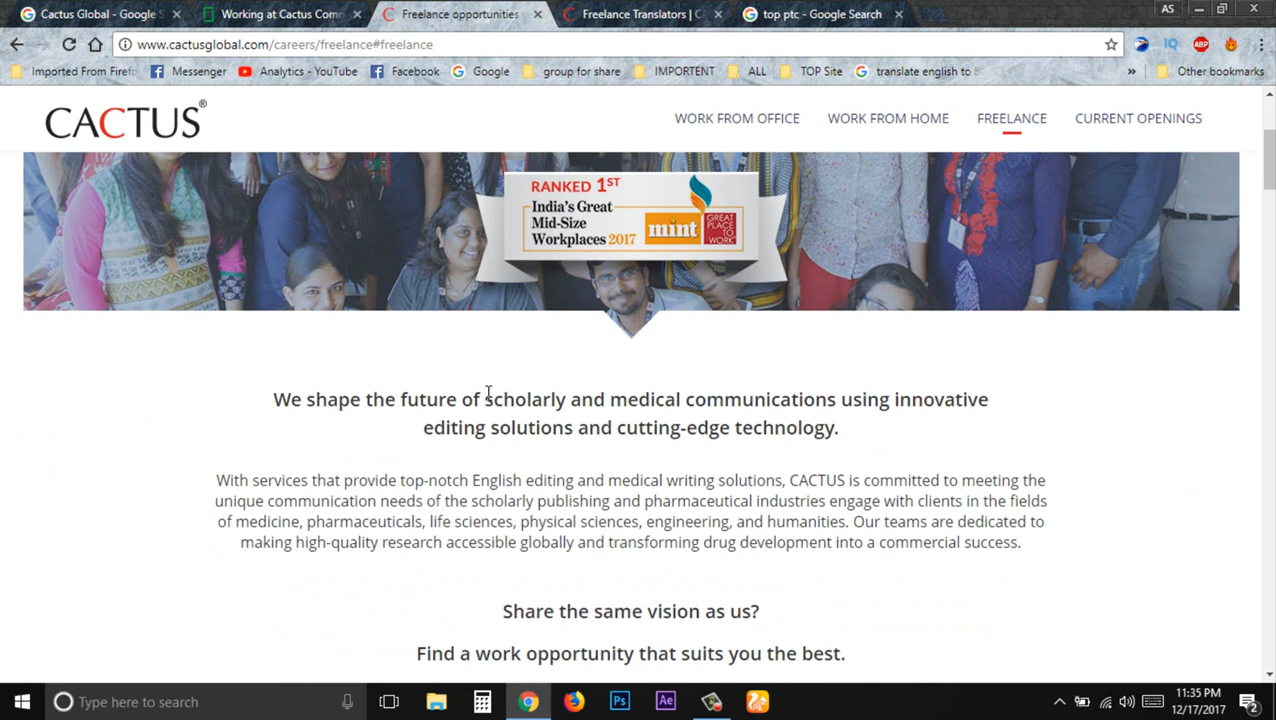 AS
Cactus Global - Google S
Working at Cactus Comm
Freelance opportunities
Freelance Translators | C
top ptc - Google Search
www.cactusglobal.com/careers/freelance#freelance
IQ
ABP
Imported From Firef
Messenger
Analytics - YouTube
Facebook
Google
group for share
IMPORTENT
ALL
TOP Site
translate english to b
»
Other bookmarks
CACTUS®
WORK FROM OFFICE
WORK FROM HOME
FREELANCE
CURRENT OPENINGS
RANKED 1ST
India's Great
Mid-Size
Workplaces 2017
mint
GREAT
PLACE
TO
WORK
We shape the future of scholarly and medical communications using innovative
editing solutions and cutting-edge technology.
With services that provide top-notch English editing and medical writing solutions, CACTUS is committed to meeting the
unique communication needs of the scholarly publishing and pharmaceutical industries engage with clients in the fields
of medicine, pharmaceuticals, life sciences, physical sciences, engineering, and humanities. Our teams are dedicated to
making high-quality research accessible globally and transforming drug development into a commercial success.
Share the same vision as us?
Find a work opportunity that suits you the best.
Type here to search
Ps
Ae
11:35 PM
12/17/2017
2